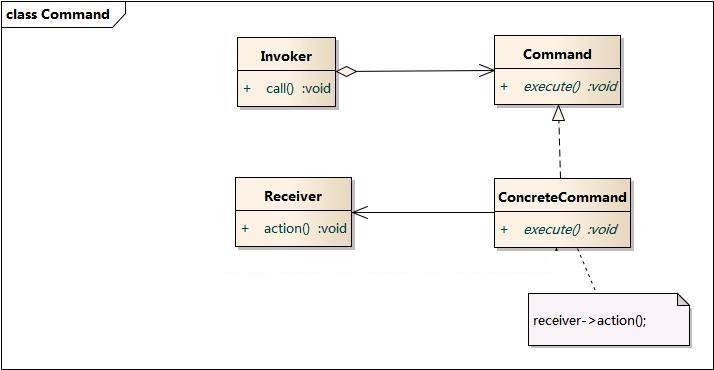 class Command
Invoker
+ call() :void
Command
+ execute() :void
Receiver
+ action() :void
ConcreteCommand
+ execute() :void
receiver->action();